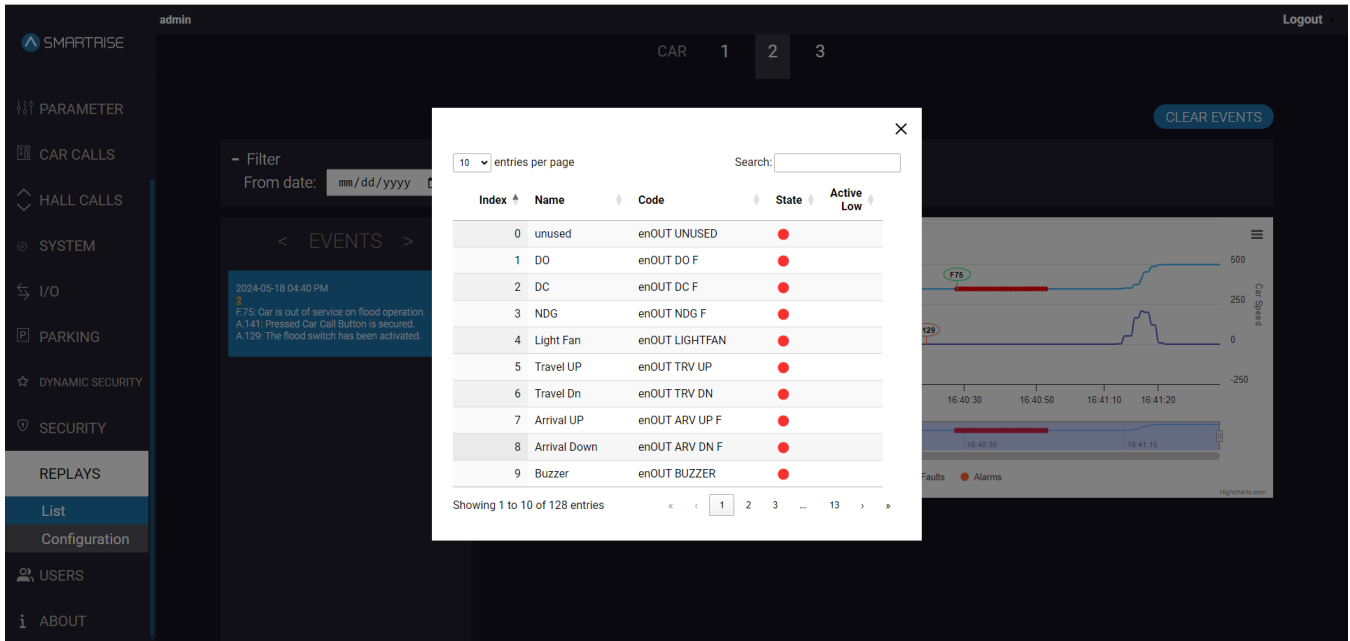 admin
Logout
SMARTRISE
CAR 1 2 3
PARAMETER
CAR CALLS
HALL CALLS
SYSTEM
I/O
P PARKING
DYNAMIC SECURITY
SECURITY
REPLAYS
List
Configuration
USERS
i ABOUT
CLEAR EVENTS
– Filter
From date: mm/dd/yyyy
< EVENTS >
2024-05-18 04:40 PM
2
F.75: Car is out of service on flood operation.
A.141: Pressed Car Call Button is secured.
A.129: The flood switch has been activated.
10 entries per page Search:
Index Name Code State Active Low
0 unused enOUT UNUSED
1 DO enOUT DO F
2 DC enOUT DC F
3 NDG enOUT NDG F
4 Light Fan enOUT LIGHTFAN
5 Travel UP enOUT TRV UP
6 Travel Dn enOUT TRV DN
7 Arrival UP enOUT ARV UP F
8 Arrival Down enOUT ARV DN F
9 Buzzer enOUT BUZZER
Showing 1 to 10 of 128 entries « ‹ 1 2 3 ... 13 › »
F75
129
500
250
0
-250
Car Speed
16:40:30 16:40:50 16:41:10 16:41:20
16:40:30 16:41:15
Faults Alarms
Highcharts.com